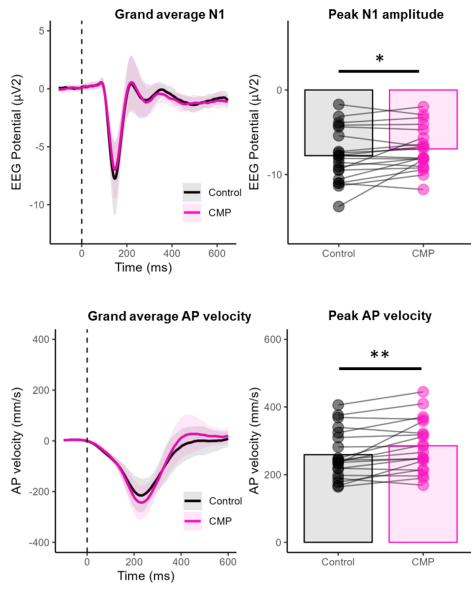 Grand average N1
Peak N1 amplitude
EEG Potential (µV2)
5
0
-5
-10
Control
CMP
0 200 400 600
Time (ms)
EEG Potential (µV2)
0
-10
*
Control CMP
Grand average AP velocity
Peak AP velocity
AP velocity (mm/s)
400
200
0
-200
-400
Control
CMP
0 200 400 600
Time (ms)
AP velocity (mm/s)
600
400
200
0
**
Control CMP